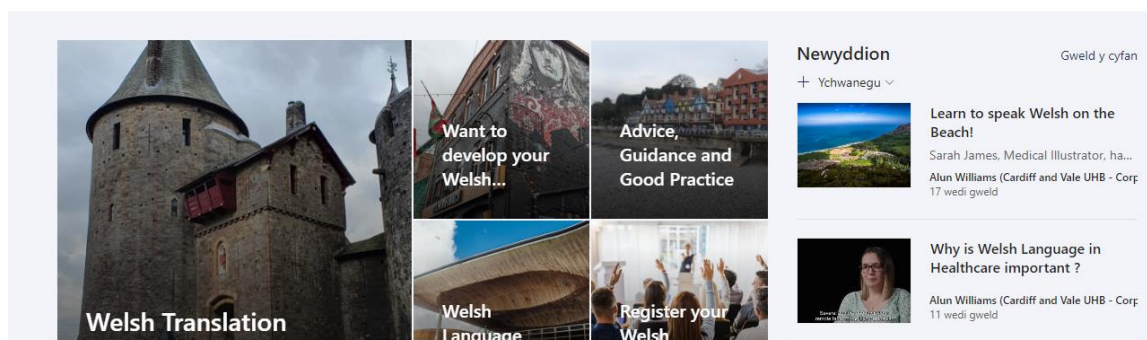 Welsh Translation
Want to
develop your
Welsh...
Advice,
Guidance and
Good Practice
Welsh
Language
Register your
Welsh
Newyddion
Gweld y cyfan
+ Ychwanegu
Learn to speak Welsh on the
Beach!
Sarah James, Medical Illustrator, ha...
Alun Williams (Cardiff and Vale UHB - Corp
17 wedi gweld
Why is Welsh Language in
Healthcare important ?
Alun Williams (Cardiff and Vale UHB - Corp
11 wedi gweld